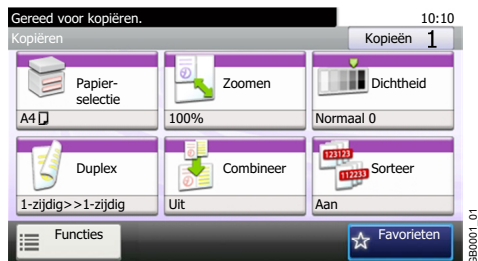 Gereed voor kopiëren.
10:10
Kopiëren
Kopieën 1
Papier-
selectie
A4
Zoomen
100%
Dichtheid
Normaal 0
Duplex
1-zijdig>>1-zijdig
Combineer
Uit
123123
112233
Sorteer
Aan
Functies
Favorieten
GB0001_01